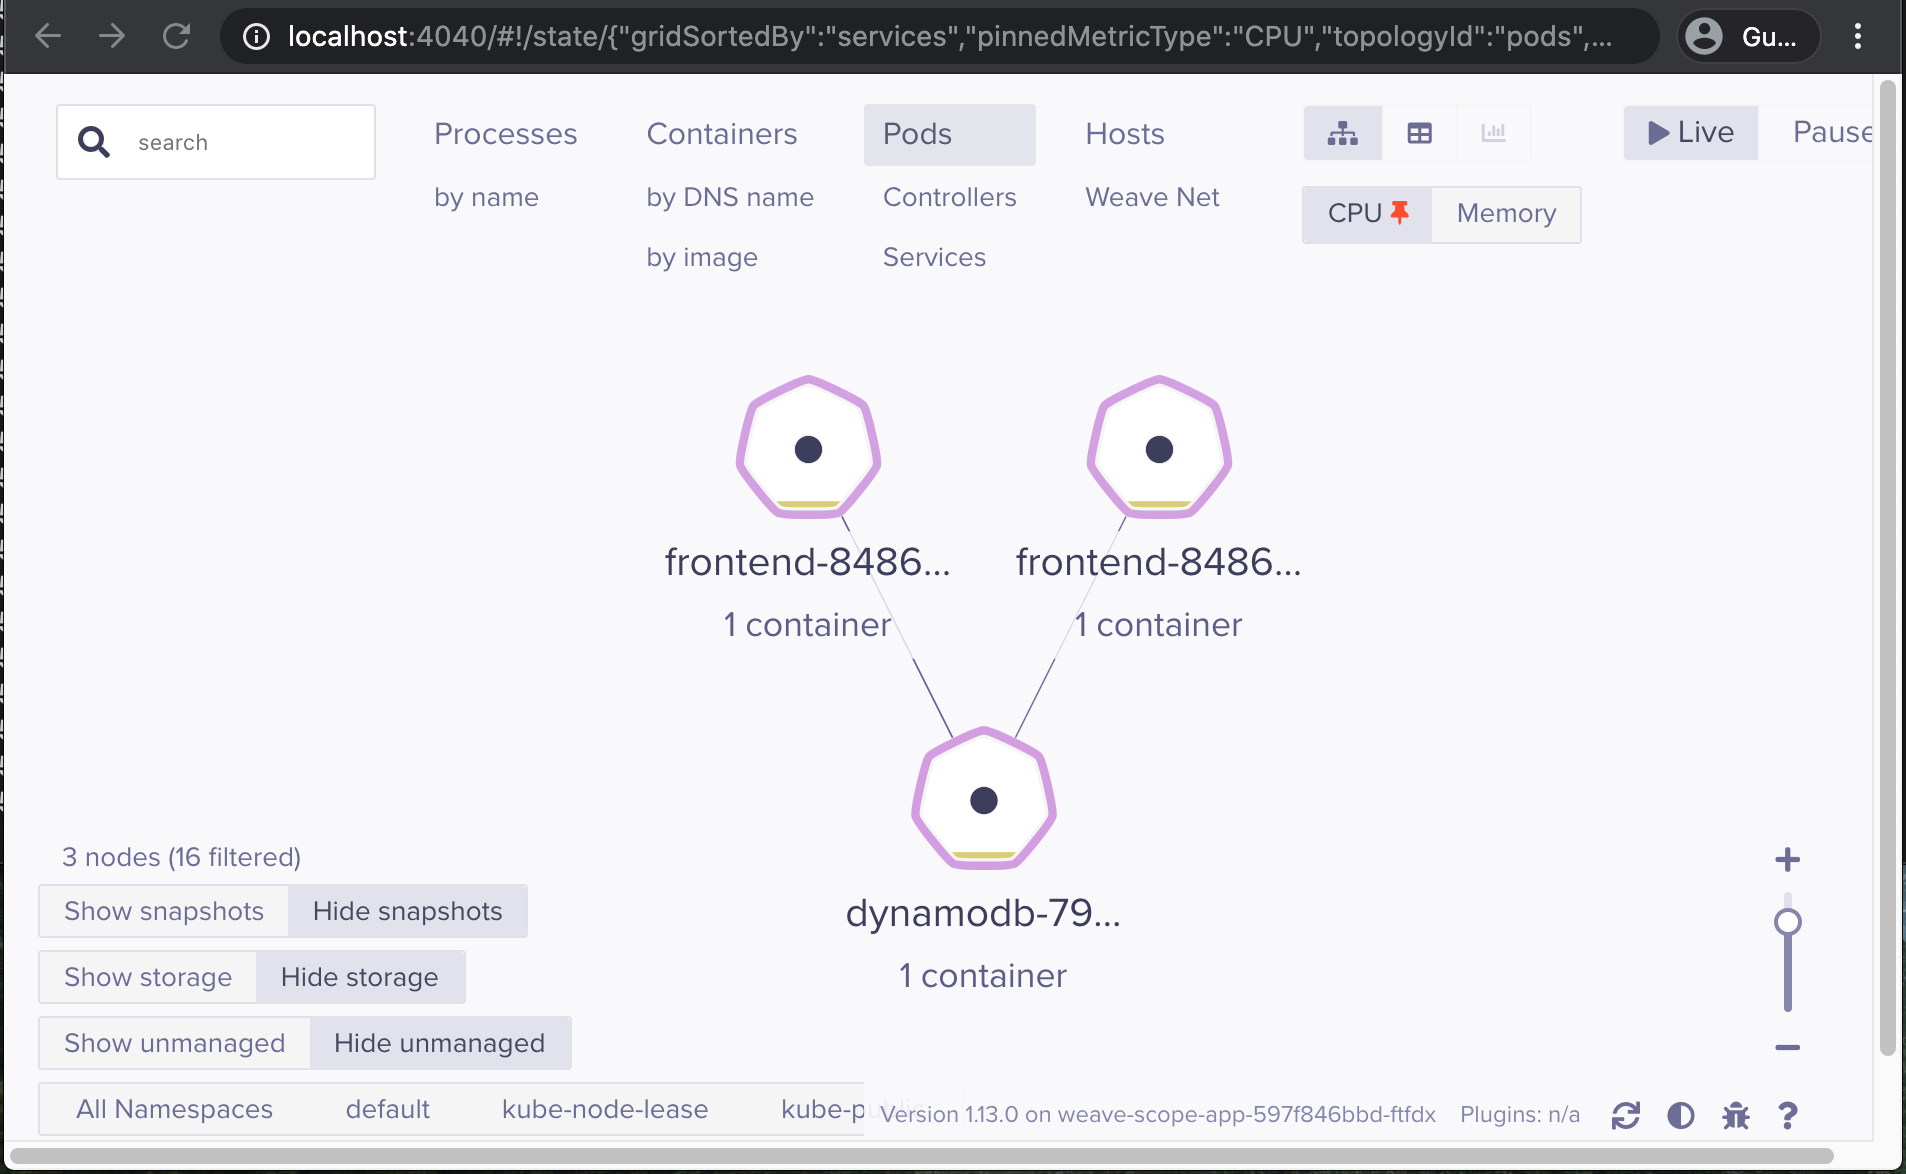 localhost:4040/#!/state/{"gridSortedBy":"services","pinnedMetricType":"CPU","topologyId":"pods",...
Gu...
search
Processes
by name
Containers
by DNS name
by image
Pods
Controllers
Services
Hosts
Weave Net
CPU
Memory
Live
Pause
frontend-8486...
1 container
frontend-8486...
1 container
dynamodb-79...
1 container
3 nodes (16 filtered)
Show snapshots Hide snapshots
Show storage Hide storage
Show unmanaged Hide unmanaged
All Namespaces default kube-node-lease kube-public
Version 1.13.0 on weave-scope-app-597f846bbd-ftfdx Plugins: n/a